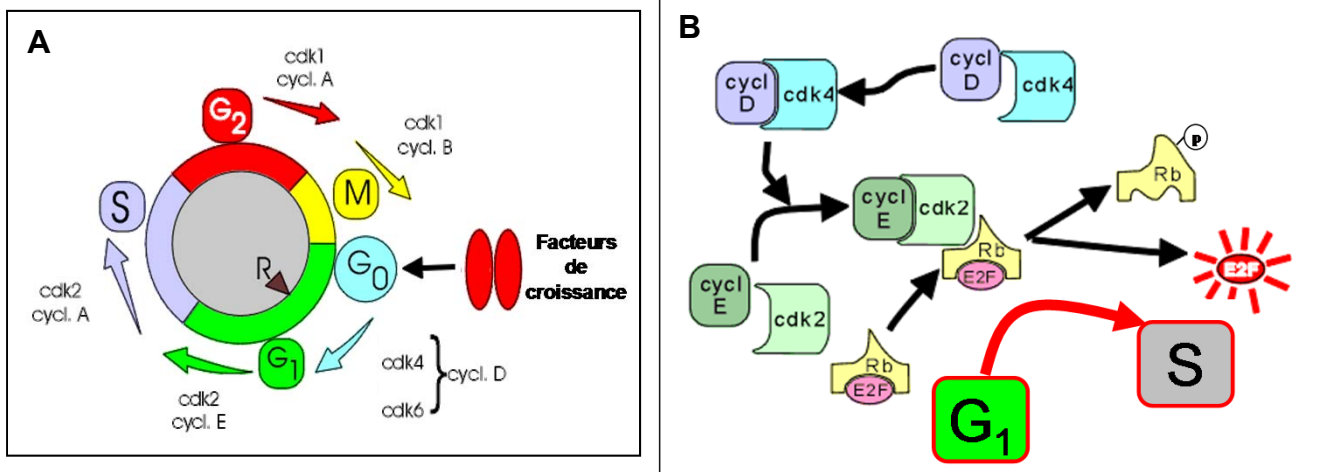 A
cdk1
cycl. A
G2
cdk1
cycl. B
M
S
R
G0
Facteurs
de
croissance
cdk2
cycl. A
G1
cdk4
cycl. D
cdk6
cdk2
cycl. E
B
cycl
D
cdk4
cycl
D
cdk4
P
Rb
cycl
E
cdk2
Rb
E2F
E2F
cycl
E
cdk2
Rb
E2F
G1
S